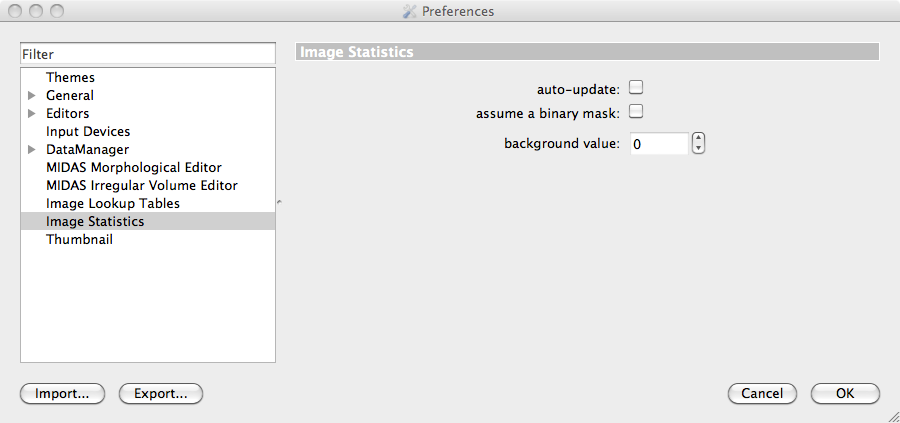 Preferences
Filter
Themes
General
Editors
Input Devices
DataManager
MIDAS Morphological Editor
MIDAS Irregular Volume Editor
Image Lookup Tables
Image Statistics
Thumbnail
Image Statistics
auto-update:
assume a binary mask:
background value: 0
Import... Export... Cancel OK